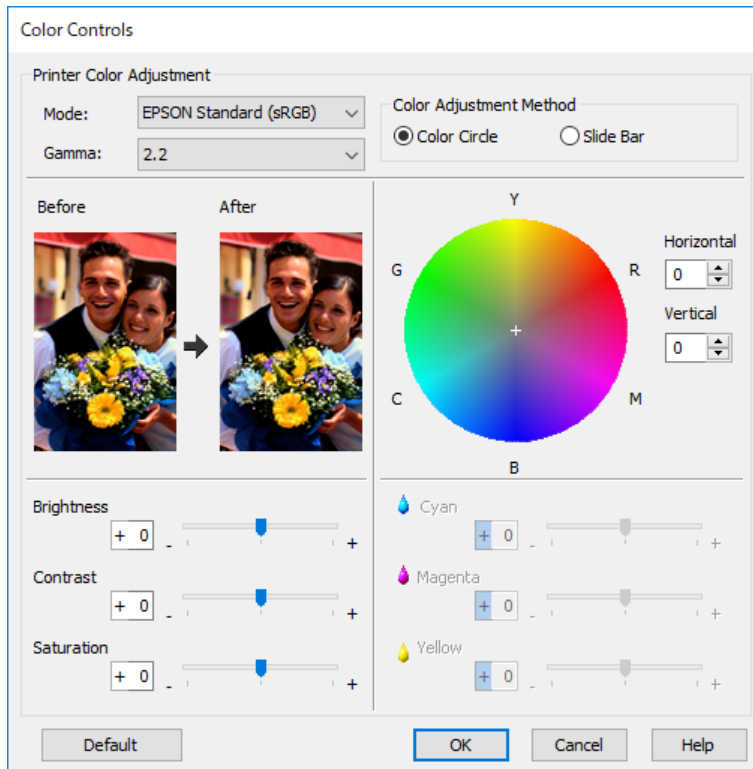 Color Controls
Printer Color Adjustment
Mode: EPSON Standard (sRGB)
Gamma: 2.2
Color Adjustment Method
Color Circle Slide Bar
Before After
Y
G R
C M
B
Horizontal
0
Vertical
0
Brightness
+ 0 - +
Contrast
+ 0 - +
Saturation
+ 0 - +
Cyan
+ 0 - +
Magenta
+ 0 - +
Yellow
+ 0 - +
Default OK Cancel Help